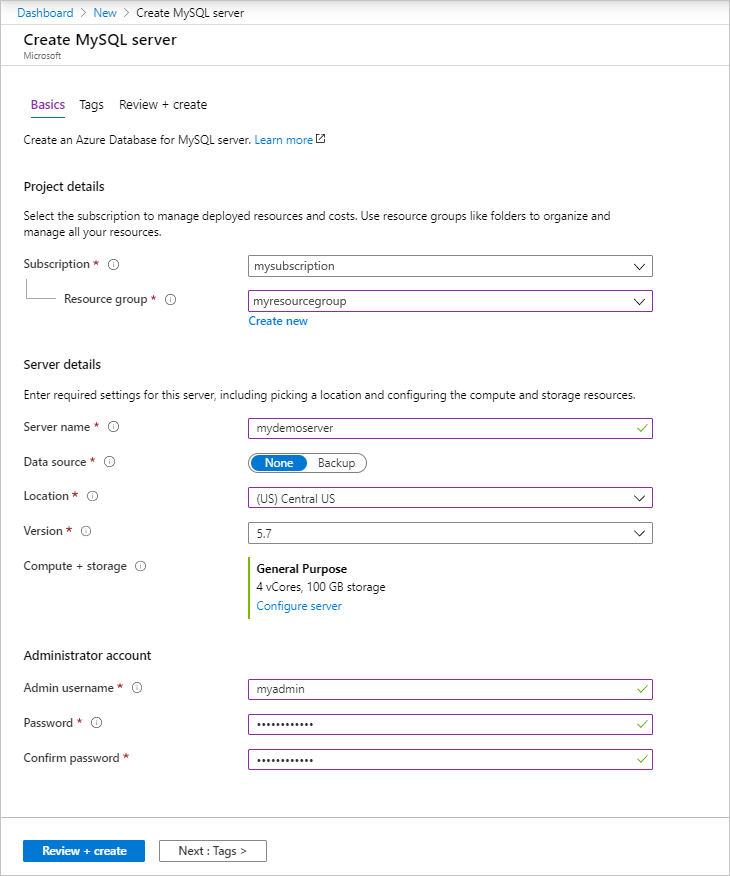 Dashboard > New > Create MySQL server
Create MySQL server
Microsoft
Basics Tags Review + create
Create an Azure Database for MySQL server. Learn more
Project details
Select the subscription to manage deployed resources and costs. Use resource groups like folders to organize and
manage all your resources.
Subscription * mysubscription
Resource group * myresourcegroup
Create new
Server details
Enter required settings for this server, including picking a location and configuring the compute and storage resources.
Server name * mydemoserver
Data source * None Backup
Location * (US) Central US
Version * 5.7
Compute + storage General Purpose
4 vCores, 100 GB storage
Configure server
Administrator account
Admin username * myadmin
Password * ••••••••••••
Confirm password * ••••••••••••
Review + create Next : Tags >